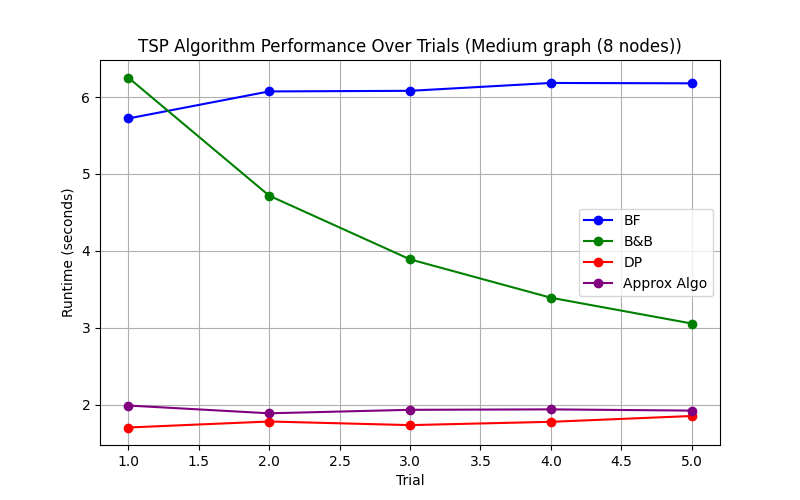 TSP Algorithm Performance Over Trials (Medium graph (8 nodes))
Runtime (seconds)
6
5
4
3
2
BF
B&B
DP
Approx Algo
1.0 1.5 2.0 2.5 3.0 3.5 4.0 4.5 5.0
Trial